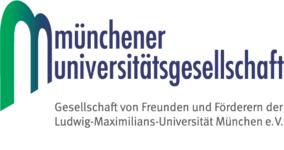 münchener
universitätsgesellschaft
Gesellschaft von Freunden und Förderern der
Ludwig-Maximilians-Universität München e.V.